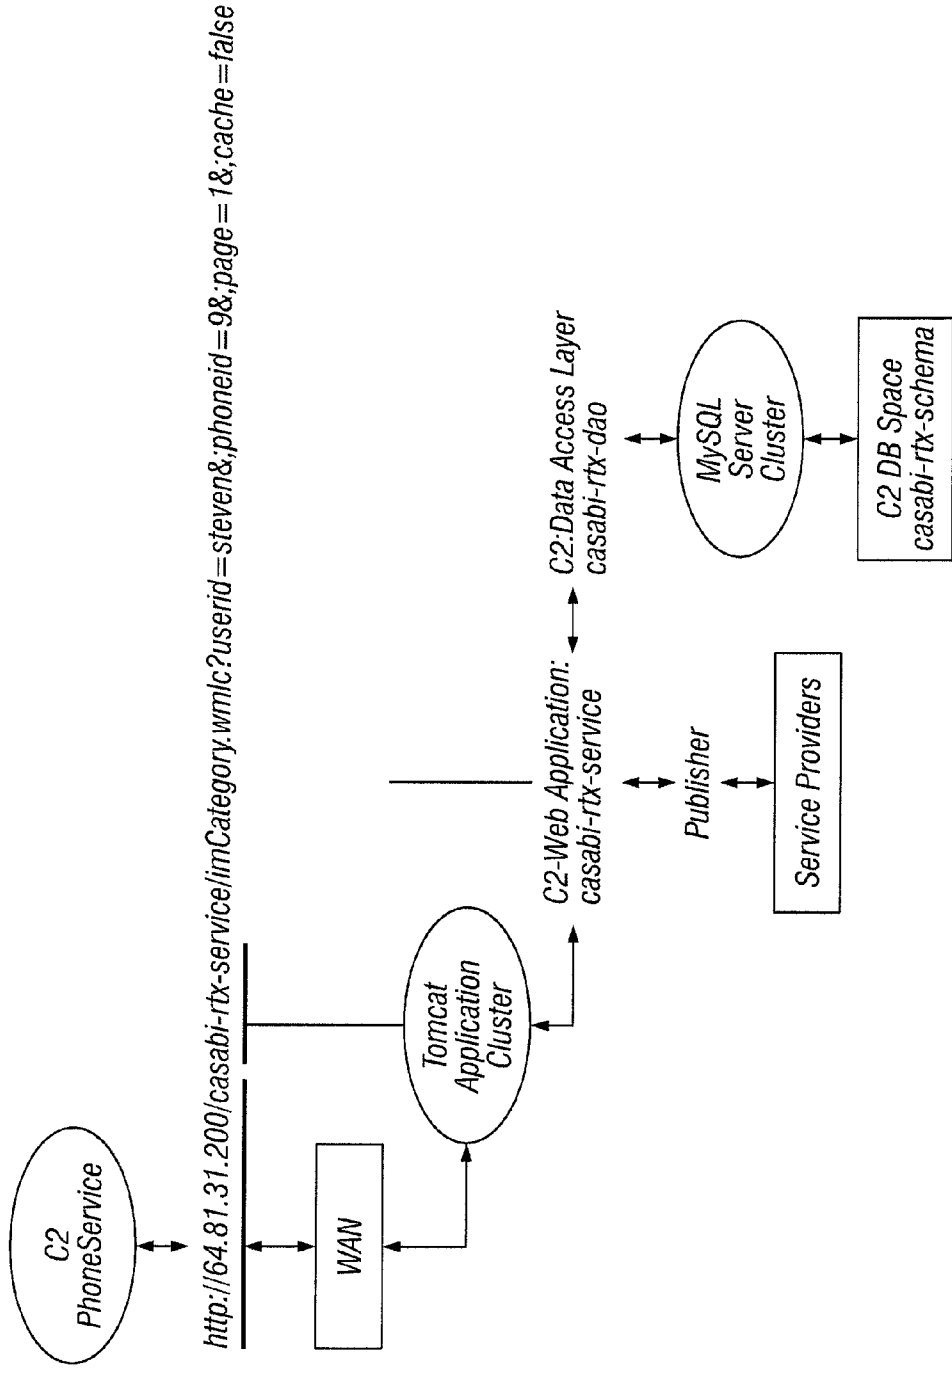 C2
PhoneService
http://64.81.31.200/casabi-rtx-service/imCategory.wmlc?userid=steven&;phoneid=9&;page=1&;cache=false
WAN
Tomcat
Application
Cluster
C2-Web Application:
casabi-rtx-service
C2:Data Access Layer
casabi-rtx-dao
Publisher
Service Providers
MySQL
Server
Cluster
C2 DB Space
casabi-rtx-schema